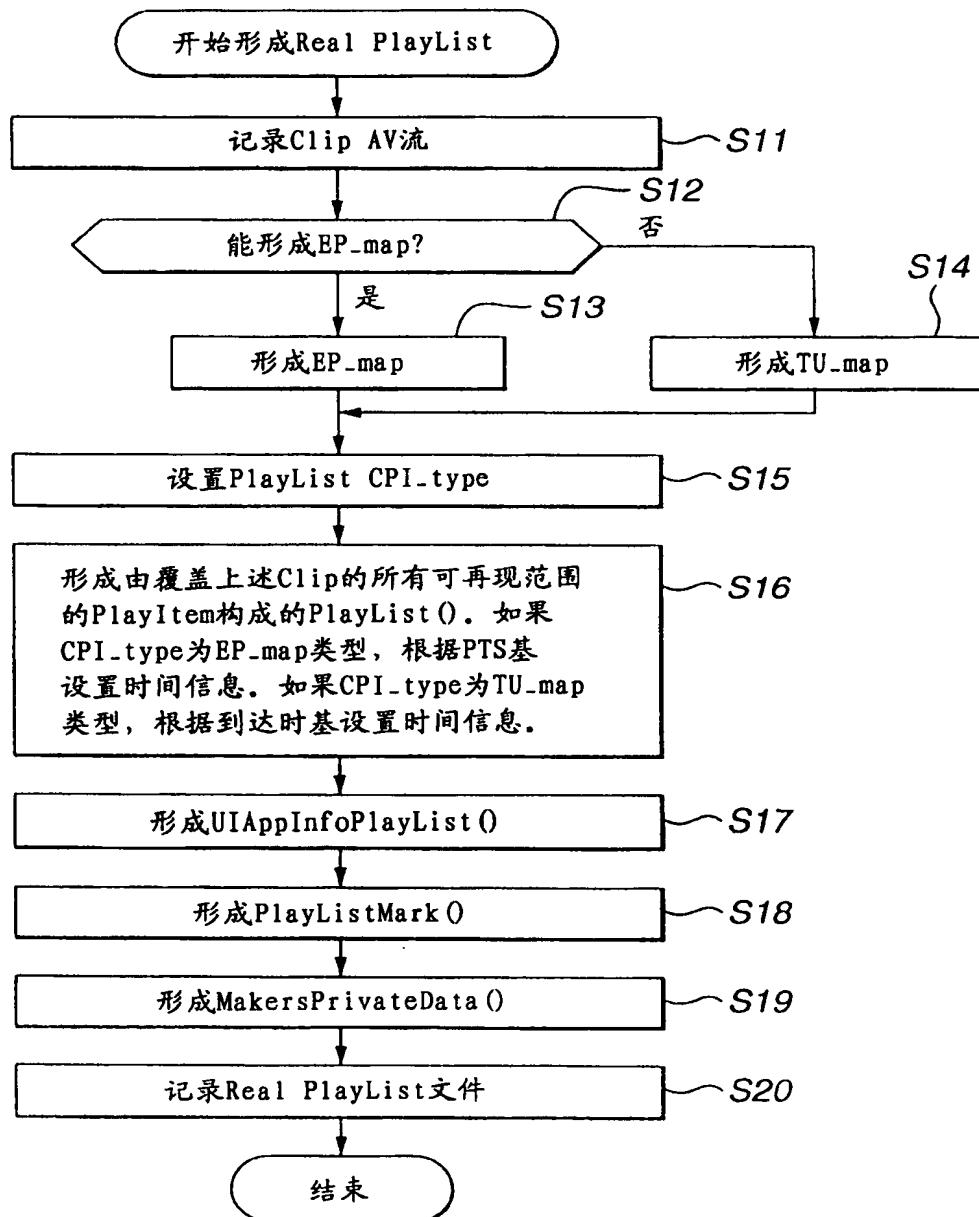 开始形成Real PlayList
记录Clip AV流
S11
S12
能形成EP_map?
否
是
S13
S14
形成EP_map
形成TU_map
设置PlayList CPI_type
S15
形成由覆盖上述Clip的所有可再现范围
的PlayItem构成的PlayList()。如果
CPI_type为EP_map类型，根据PTS基
设置时间信息。如果CPI_type为TU_map
类型，根据到达时基设置时间信息。
S16
形成UIAppInfoPlayList()
S17
形成PlayListMark()
S18
形成MakersPrivateData()
S19
记录Real PlayList文件
S20
结束